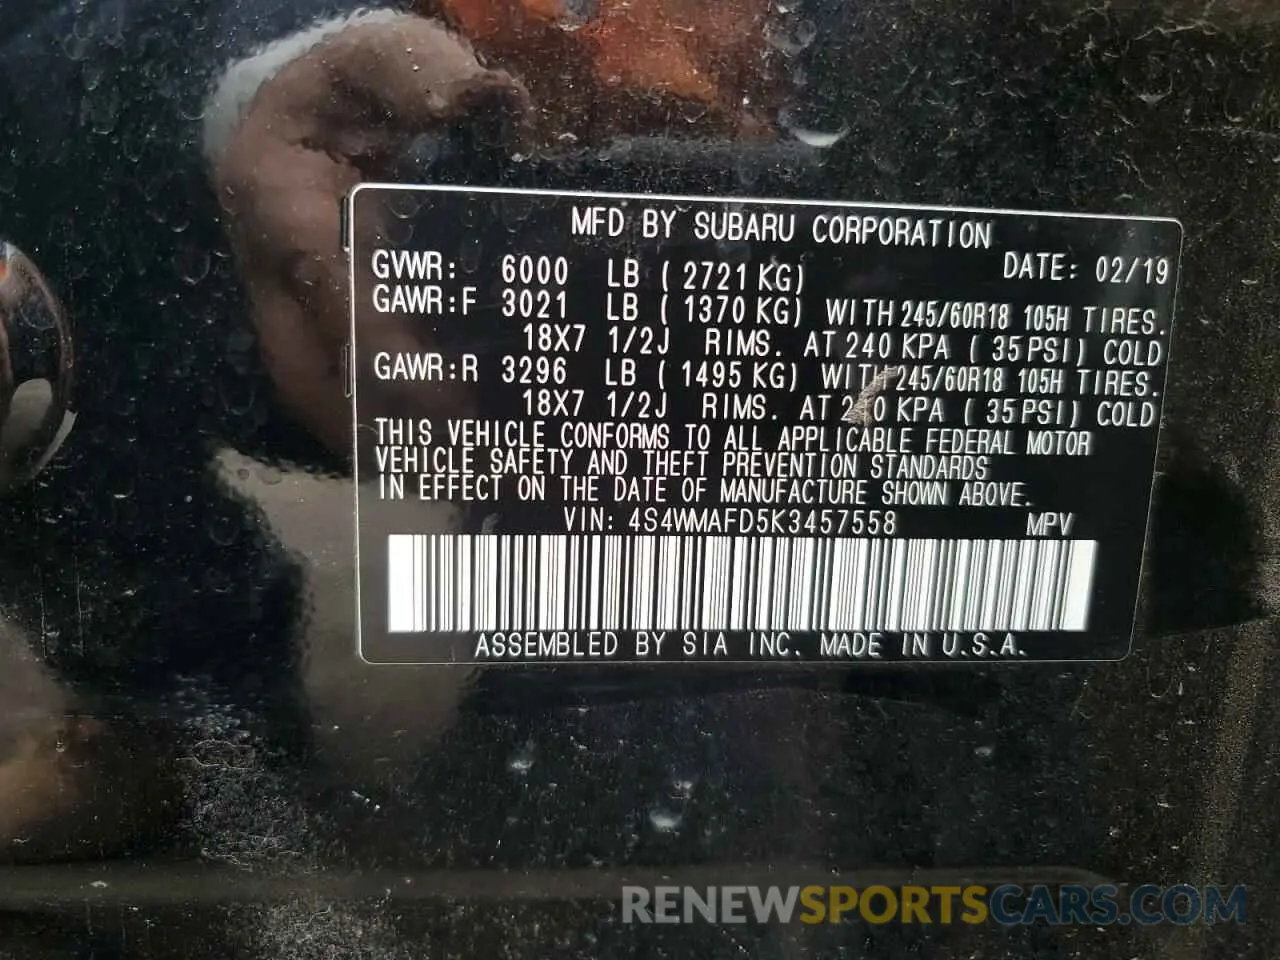 MFD BY SUBARU CORPORATION
GVWR: 6000 LB ( 2721 KG) DATE: 02/19
GAWR:F 3021 LB ( 1370 KG) WITH 245/60R18 105H TIRES.
18X7 1/2J RIMS. AT 240 KPA ( 35PSI) COLD
GAWR:R 3296 LB ( 1495 KG) WITH 245/60R18 105H TIRES.
18X7 1/2J RIMS. AT 240 KPA ( 35PSI) COLD
THIS VEHICLE CONFORMS TO ALL APPLICABLE FEDERAL MOTOR
VEHICLE SAFETY AND THEFT PREVENTION STANDARDS
IN EFFECT ON THE DATE OF MANUFACTURE SHOWN ABOVE.
VIN: 4S4WMAFD5K3457558 MPV
ASSEMBLED BY SIA INC. MADE IN U.S.A.
RENEWSPORTSCARS.COM